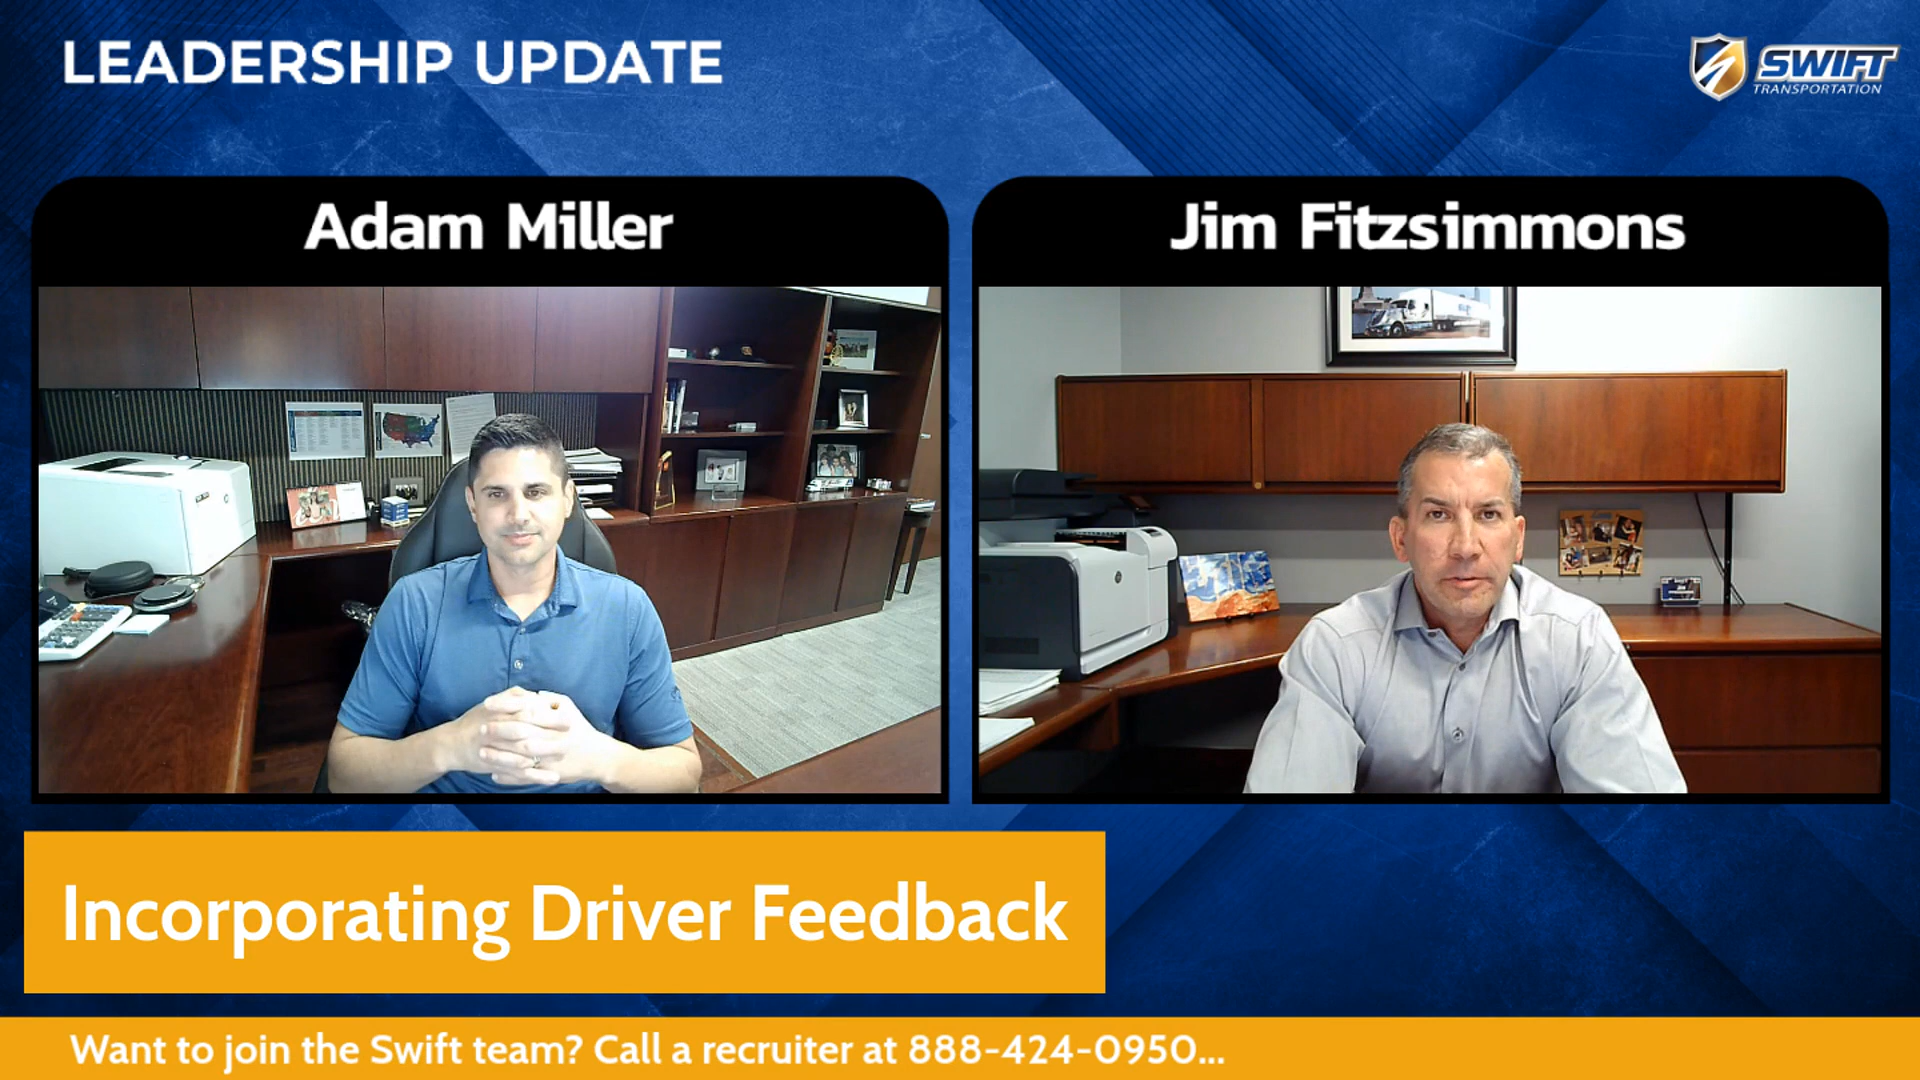 LEADERSHIP UPDATE
SWIFT
TRANSPORTATION
Adam Miller
Jim Fitzsimmons
Incorporating Driver Feedback
Want to join the Swift team? Call a recruiter at 888-424-0950...